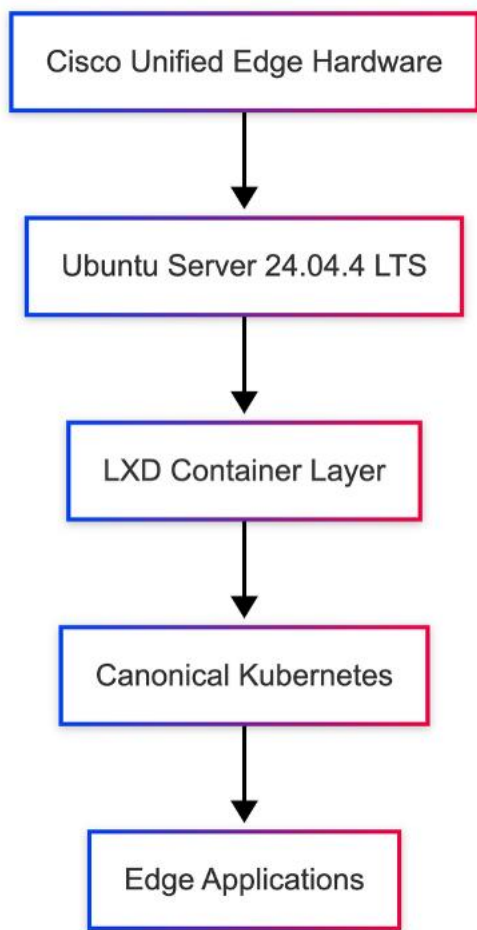 Cisco Unified Edge Hardware
Ubuntu Server 24.04.4 LTS
LXD Container Layer
Canonical Kubernetes
Edge Applications